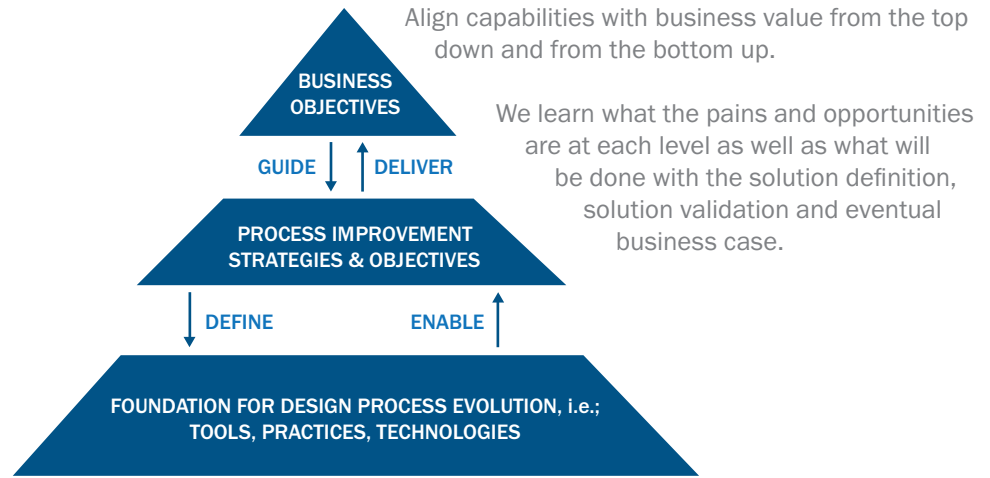 Align capabilities with business value from the top
down and from the bottom up.
We learn what the pains and opportunities
are at each level as well as what will
be done with the solution definition,
solution validation and eventual
business case.
BUSINESS
OBJECTIVES
GUIDE
DELIVER
PROCESS IMPROVEMENT
STRATEGIES & OBJECTIVES
DEFINE
ENABLE
FOUNDATION FOR DESIGN PROCESS EVOLUTION, i.e.;
TOOLS, PRACTICES, TECHNOLOGIES